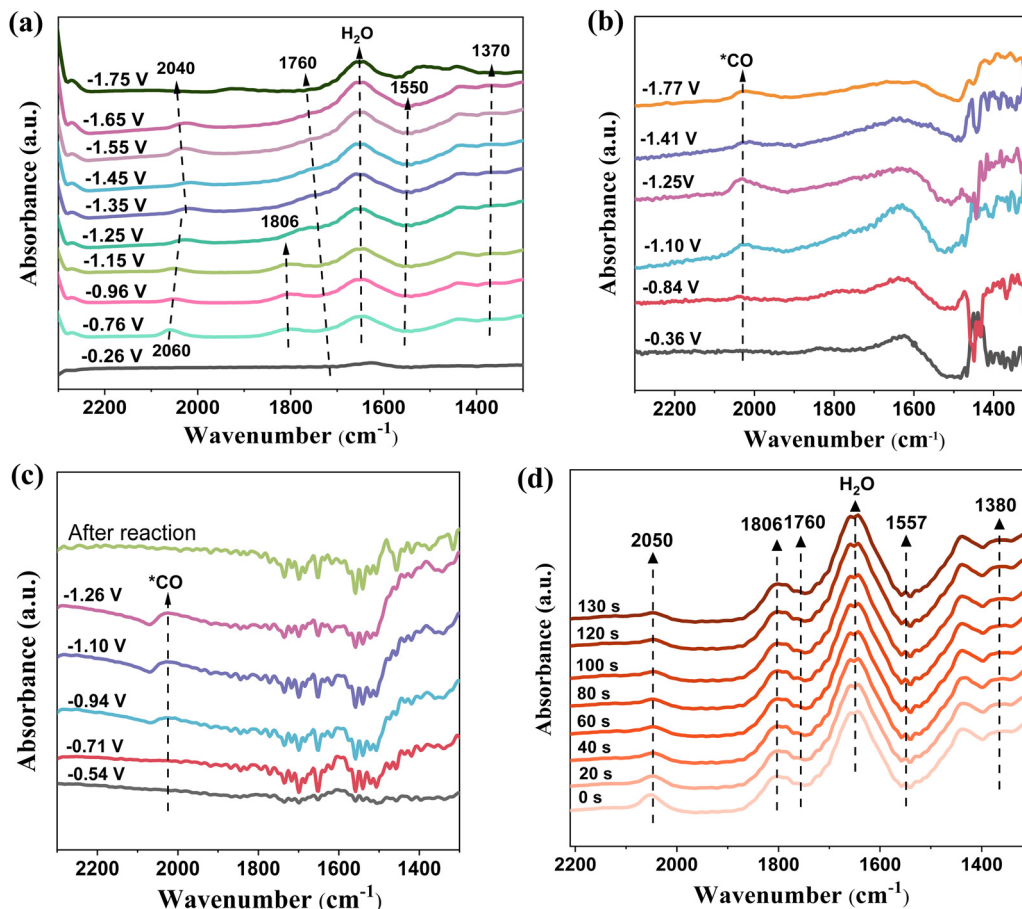 (a)
H₂O
2040
1760
1370
-1.75 V
1550
-1.65 V
-1.55 V
-1.45 V
-1.35 V
1806
-1.25 V
-1.15 V
-0.96 V
-0.76 V
2060
-0.26 V
Absorbance (a.u.)
2200 2000 1800 1600 1400
Wavenumber (cm⁻¹)
(b)
*CO
-1.77 V
-1.41 V
-1.25V
-1.10 V
-0.84 V
-0.36 V
Absorbance (a.u.)
2200 2000 1800 1600 1400
Wavenumber (cm⁻¹)
(c)
After reaction
*CO
-1.26 V
-1.10 V
-0.94 V
-0.71 V
-0.54 V
Absorbance (a.u.)
2200 2000 1800 1600 1400
Wavenumber (cm⁻¹)
(d)
H₂O
2050
1806
1760
1557
1380
130 s
120 s
100 s
80 s
60 s
40 s
20 s
0 s
Absorbance (a.u.)
2200 2000 1800 1600 1400
Wavenumber (cm⁻¹)